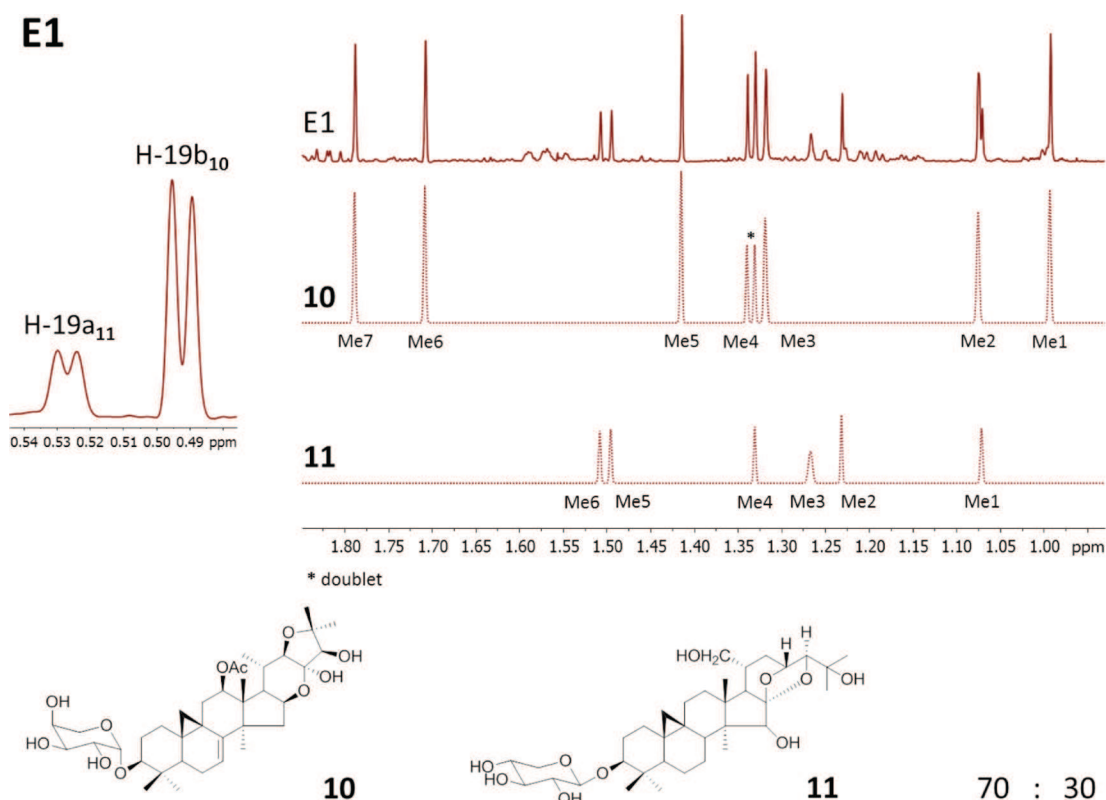 E1
H-19b10
H-19a11
0.54 0.53 0.52 0.51 0.50 0.49 ppm
E1
10
*
Me7 Me6 Me5 Me4 Me3 Me2 Me1
11
Me6 Me5 Me4 Me3 Me2 Me1
1.80 1.75 1.70 1.65 1.60 1.55 1.50 1.45 1.40 1.35 1.30 1.25 1.20 1.15 1.10 1.05 1.00 ppm
* doublet
O
OH
OAc
OH
O
OH
O
HO
HO
O
10
HOH2C
H
H
O
O
OH
OH
O
HO
HO
OH
O
11
70 : 30